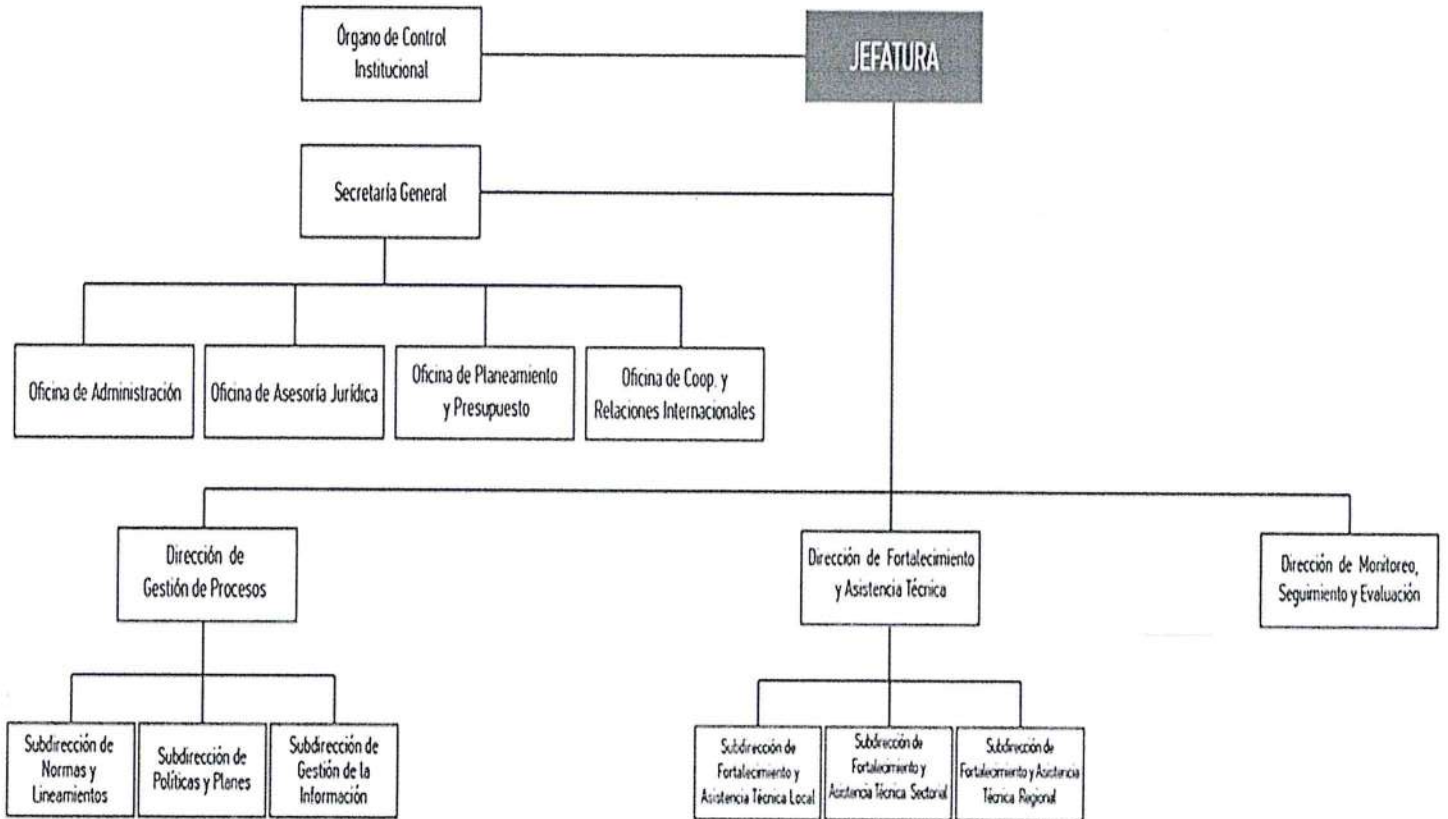 Órgano de Control
Institucional
JEFATURA
Secretaría General
Oficina de Administración
Oficina de Asesoría Jurídica
Oficina de Planeamiento
y Presupuesto
Oficina de Coop. y
Relaciones Internacionales
Dirección de
Gestión de Procesos
Dirección de Fortalecimiento
y Asistencia Técnica
Dirección de Monitoreo,
Seguimiento y Evaluación
Subdirección de
Normas y
Lineamientos
Subdirección de
Políticas y Planes
Subdirección de
Gestión de la
Información
Subdirección de
Fortalecimiento y
Asistencia Técnica Local
Subdirección de
Fortalecimiento y
Asistencia Técnica Sectorial
Subdirección de
Fortalecimiento y Asistencia
Técnica Regional